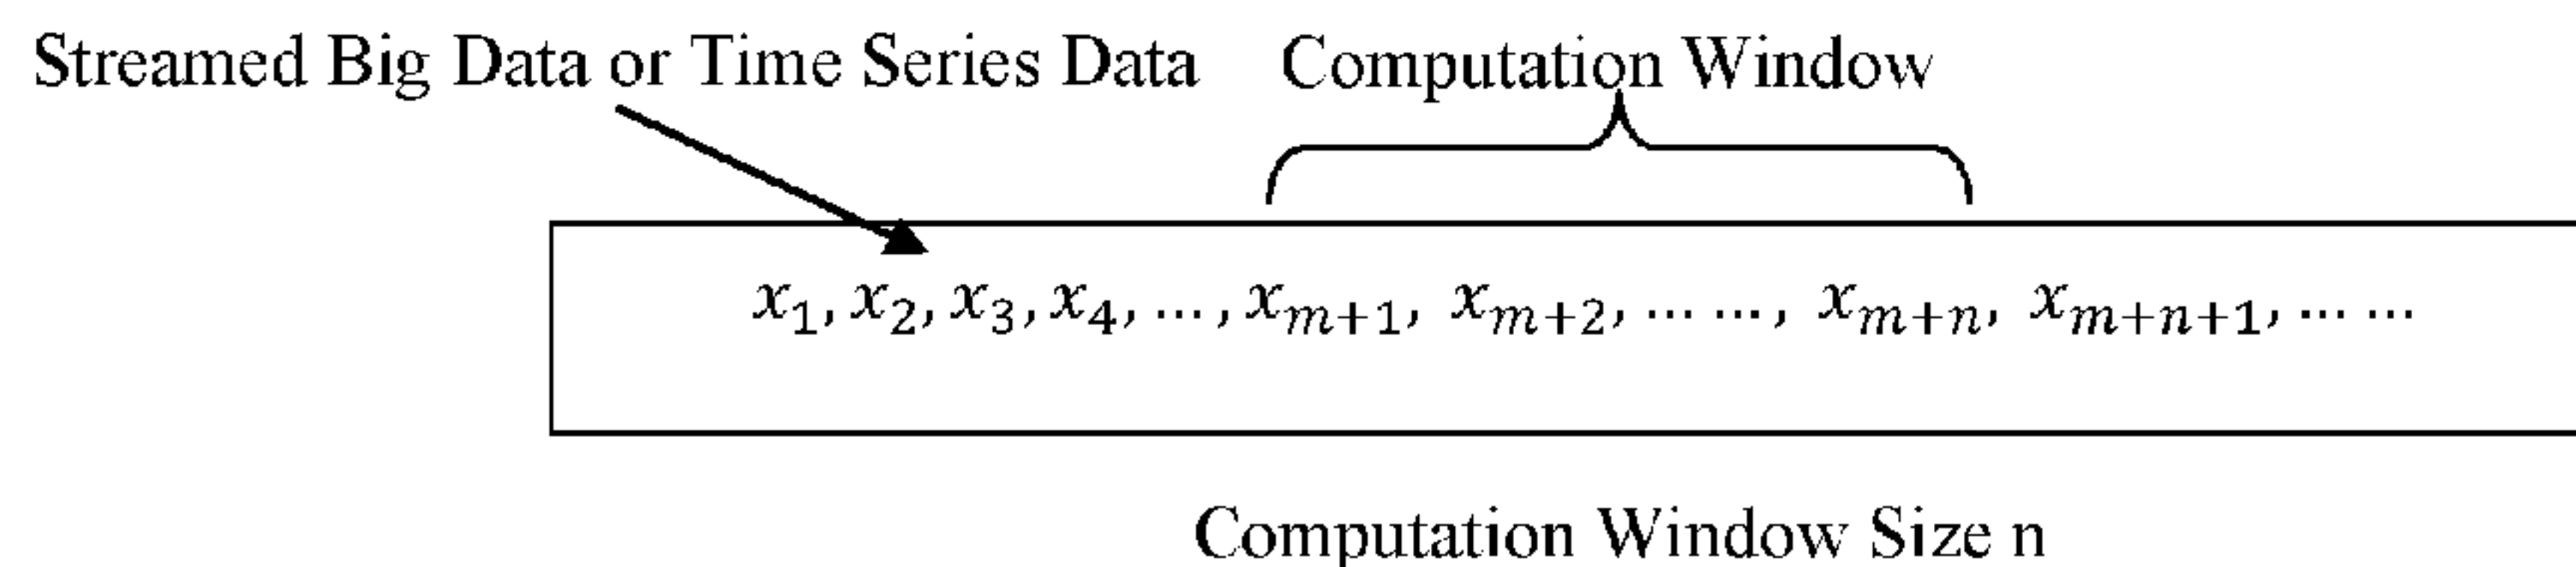 Streamed Big Data or Time Series Data Computation Window
x₁, x₂, x₃, x₄, ... , xₘ₊₁, xₘ₊₂, ... ..., xₘ₊ₙ, xₘ₊ₙ₊₁, ... ...
Computation Window Size n